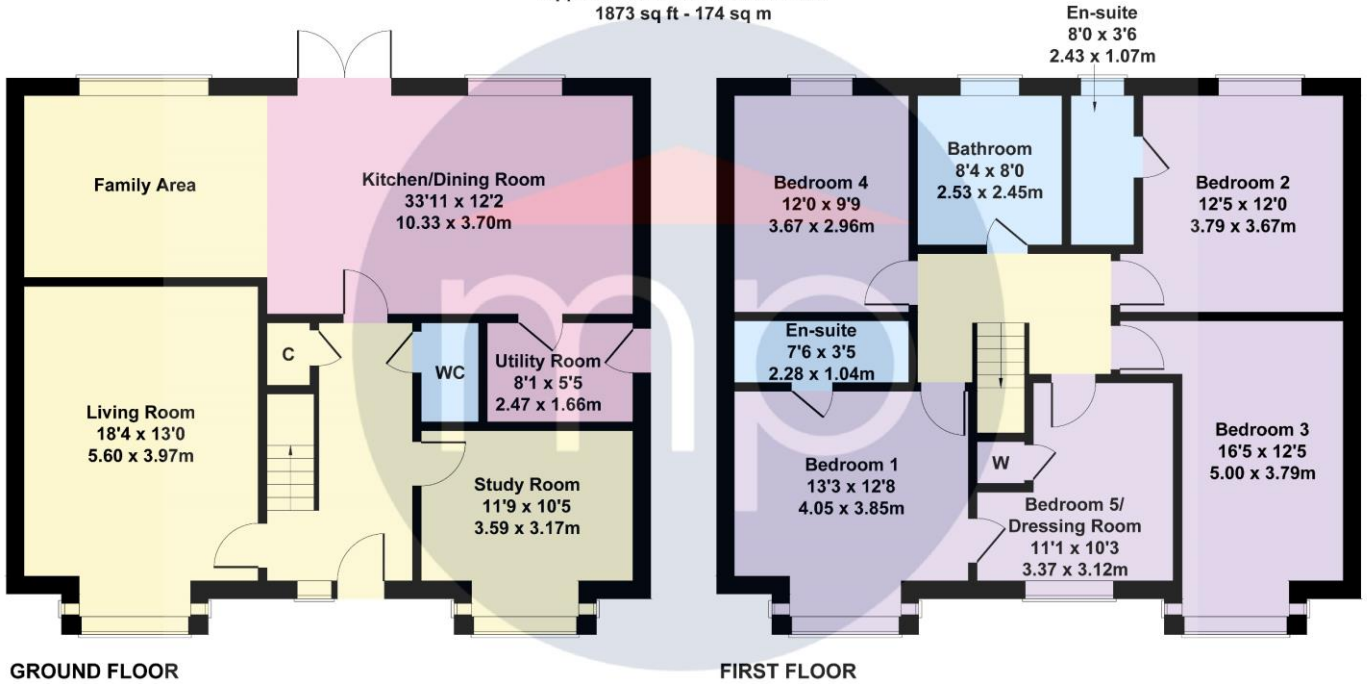 1873 sq ft - 174 sq m
Family Area
Kitchen/Dining Room
33'11 x 12'2
10.33 x 3.70m
C
WC
Utility Room
8'1 x 5'5
2.47 x 1.66m
Living Room
18'4 x 13'0
5.60 x 3.97m
Study Room
11'9 x 10'5
3.59 x 3.17m
GROUND FLOOR
En-suite
8'0 x 3'6
2.43 x 1.07m
Bedroom 4
12'0 x 9'9
3.67 x 2.96m
Bathroom
8'4 x 8'0
2.53 x 2.45m
Bedroom 2
12'5 x 12'0
3.79 x 3.67m
En-suite
7'6 x 3'5
2.28 x 1.04m
Bedroom 1
13'3 x 12'8
4.05 x 3.85m
W
Bedroom 5/
Dressing Room
11'1 x 10'3
3.37 x 3.12m
Bedroom 3
16'5 x 12'5
5.00 x 3.79m
FIRST FLOOR
mp